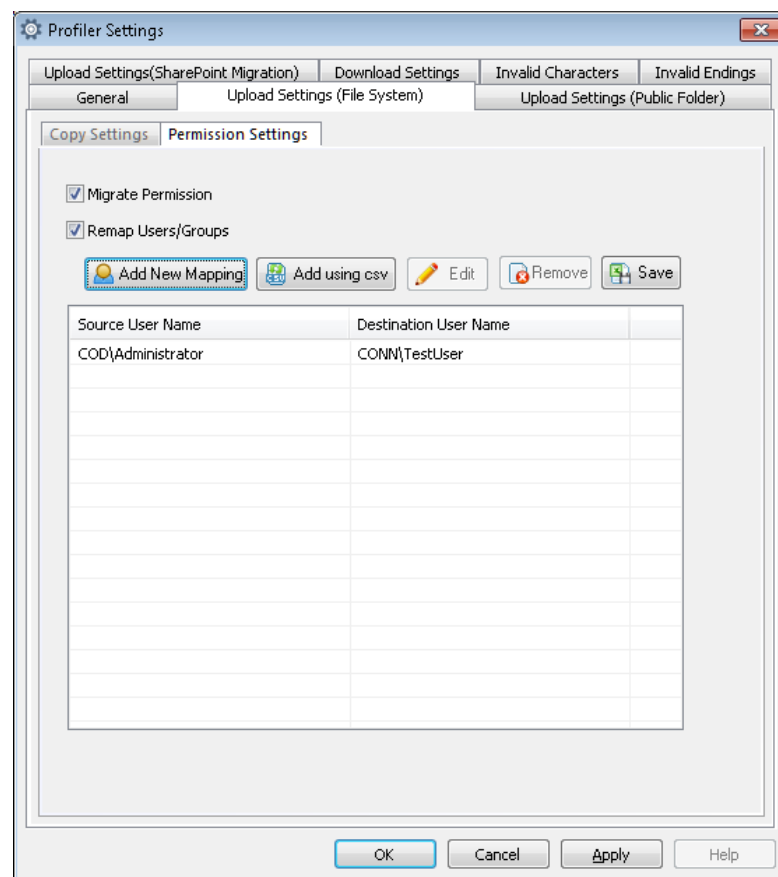 Profiler Settings
Upload Settings(SharePoint Migration) Download Settings Invalid Characters Invalid Endings
General Upload Settings (File System) Upload Settings (Public Folder)
Copy Settings Permission Settings
Migrate Permission
Remap Users/Groups
Add New Mapping Add using csv Edit Remove Save
Source User Name Destination User Name
COD\Administrator CONN\TestUser
OK Cancel Apply Help